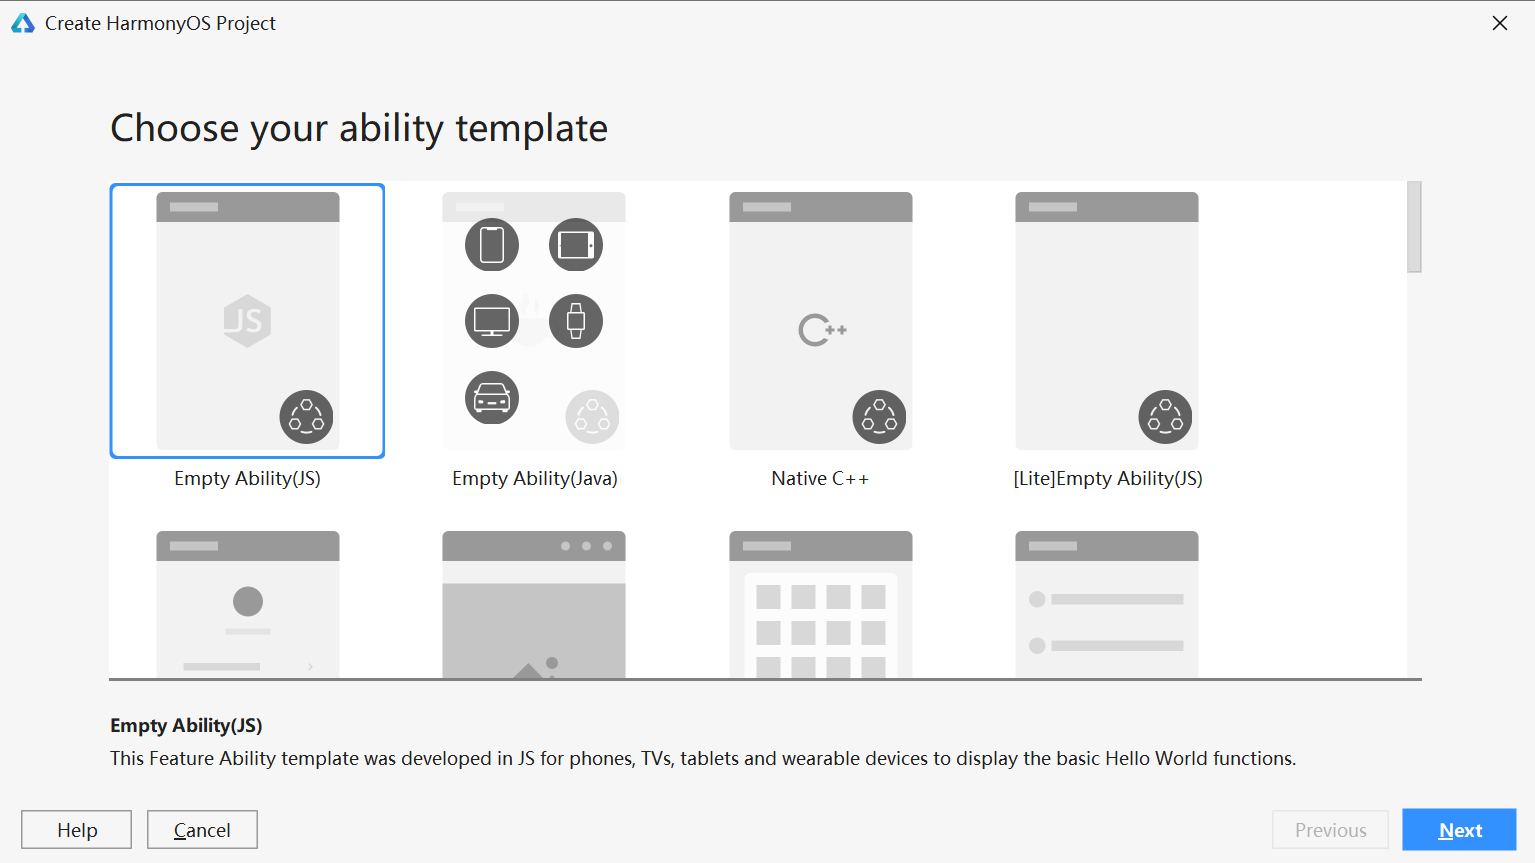 Create HarmonyOS Project
Choose your ability template
JS
C++
Empty Ability(JS)
Empty Ability(Java)
Native C++
[Lite]Empty Ability(JS)
Empty Ability(JS)
This Feature Ability template was developed in JS for phones, TVs, tablets and wearable devices to display the basic Hello World functions.
Help
Cancel
Previous
Next